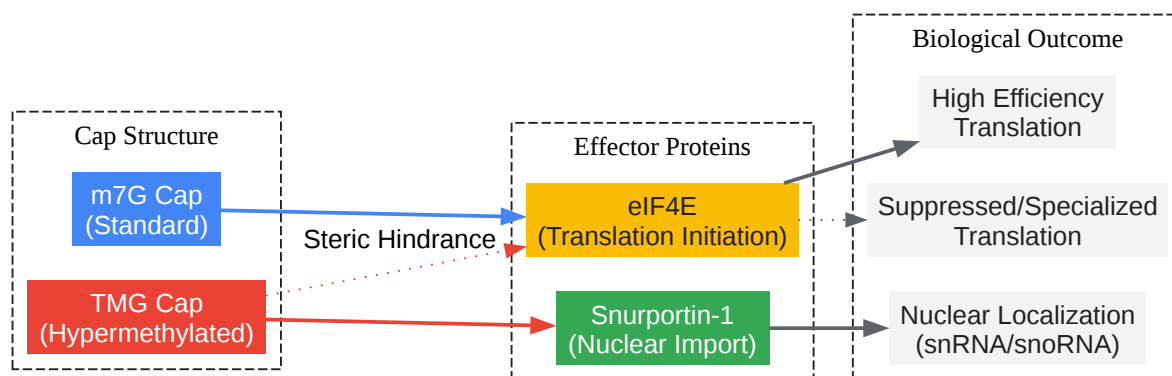 Cap Structure
m7G Cap
(Standard)
TMG Cap
(Hypermethylated)
Steric Hindrance
Effector Proteins
eIF4E
(Translation Initiation)
Snurportin-1
(Nuclear Import)
Biological Outcome
High Efficiency
Translation
Suppressed/Specialized
Translation
Nuclear Localization
(snRNA/snoRNA)